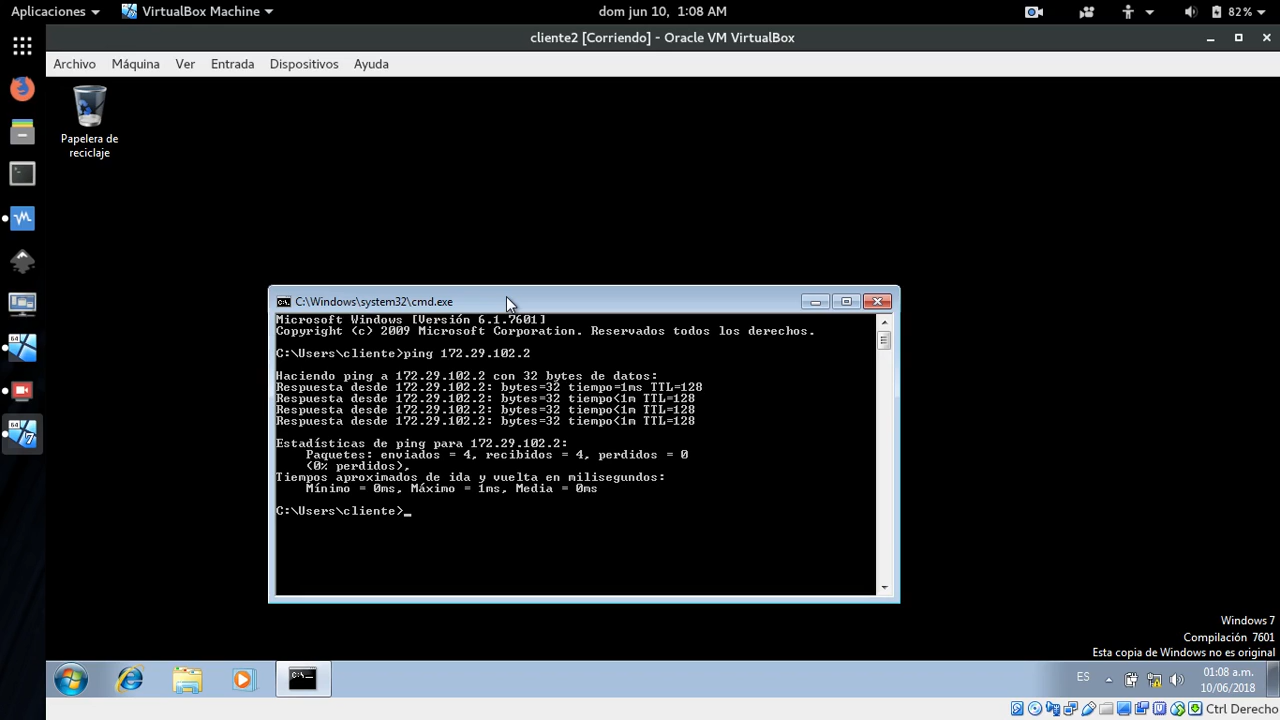 Aplicaciones
VirtualBox Machine
dom jun 10, 1:08 AM
82%
cliente2 [Corriendo] - Oracle VM VirtualBox
Archivo Máquina Ver Entrada Dispositivos Ayuda
Papelera de
reciclaje
C:\Windows\system32\cmd.exe
Microsoft Windows [Versión 6.1.7601]
Copyright (c) 2009 Microsoft Corporation. Reservados todos los derechos.
C:\Users\cliente>ping 172.29.102.2
Haciendo ping a 172.29.102.2 con 32 bytes de datos:
Respuesta desde 172.29.102.2: bytes=32 tiempo=1ms TTL=128
Respuesta desde 172.29.102.2: bytes=32 tiempo<1m TTL=128
Respuesta desde 172.29.102.2: bytes=32 tiempo<1m TTL=128
Respuesta desde 172.29.102.2: bytes=32 tiempo<1m TTL=128
Estadísticas de ping para 172.29.102.2:
Paquetes: enviados = 4, recibidos = 4, perdidos = 0
(0% perdidos),
Tiempos aproximados de ida y vuelta en milisegundos:
Mínimo = 0ms, Máximo = 1ms, Media = 0ms
C:\Users\cliente>_
Windows 7
Compilación 7601
Esta copia de Windows no es original
ES
01:08 a.m.
10/06/2018
Ctrl Derecho